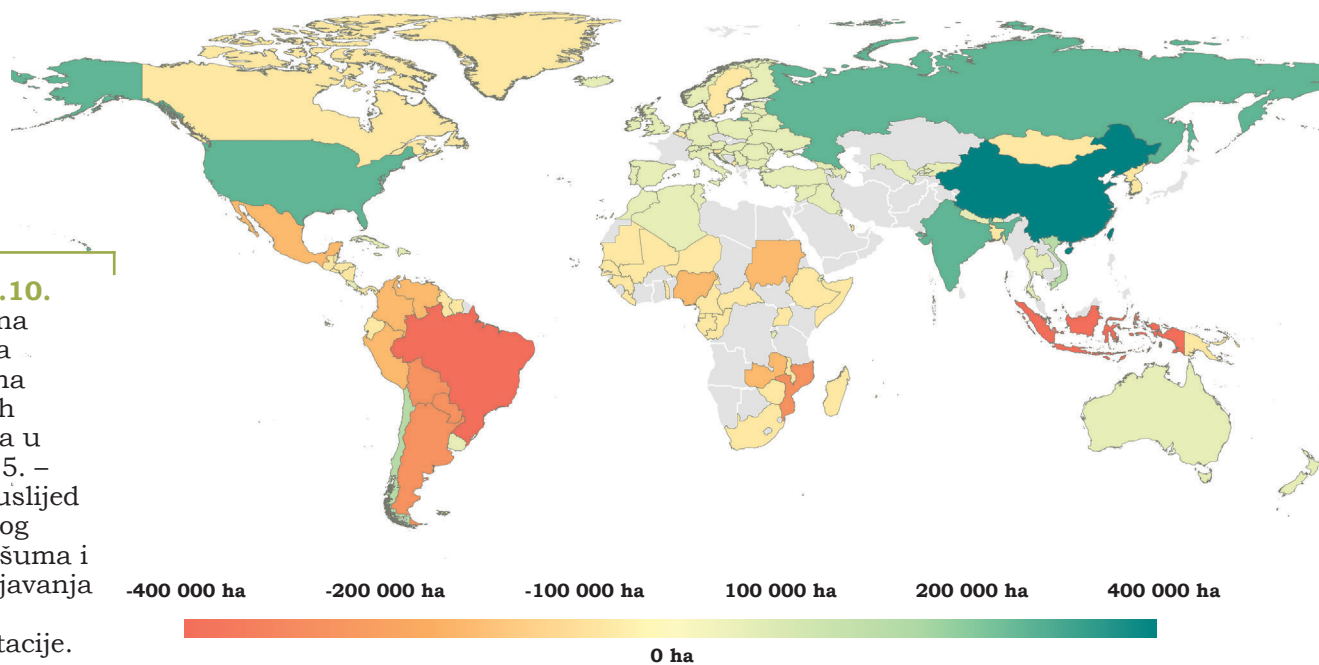 .10.
na
a
na
h
a u
5. –
uslijed
og
šuma i
javanja
tacije.
-400 000 ha -200 000 ha -100 000 ha 100 000 ha 200 000 ha 400 000 ha
0 ha